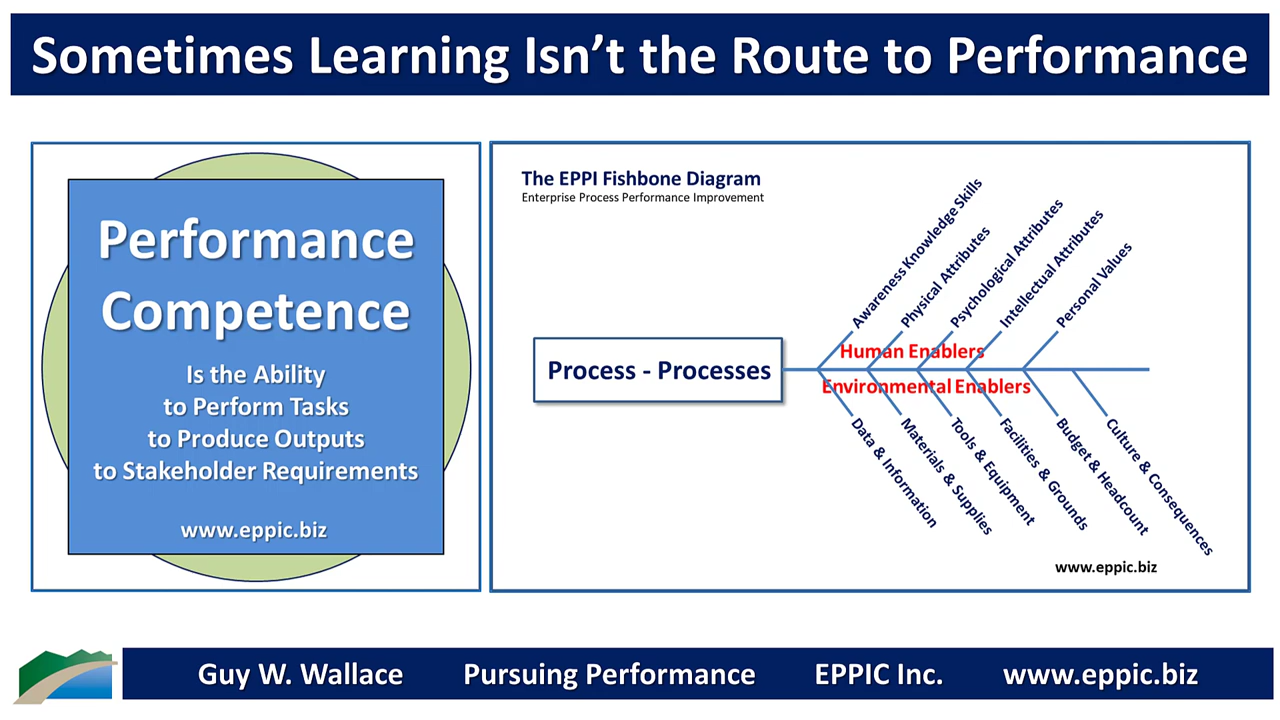 Sometimes Learning Isn't the Route to Performance
Performance
Competence
Is the Ability
to Perform Tasks
to Produce Outputs
to Stakeholder Requirements
www.eppic.biz
The EPPI Fishbone Diagram
Enterprise Process Performance Improvement
Awareness Knowledge Skills
Physical Attributes
Psychological Attributes
Intellectual Attributes
Personal Values
Human Enablers
Process - Processes
Environmental Enablers
Data & Information
Materials & Supplies
Tools & Equipment
Facilities & Grounds
Budget & Headcount
Culture & Consequences
www.eppic.biz
Guy W. Wallace Pursuing Performance EPPIC Inc. www.eppic.biz